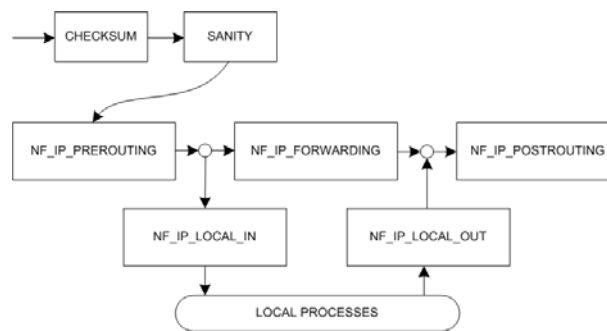 CHECKSUM
SANITY
NF_IP_PREROUTING
NF_IP_FORWARDING
NF_IP_POSTROUTING
NF_IP_LOCAL_IN
NF_IP_LOCAL_OUT
LOCAL PROCESSES